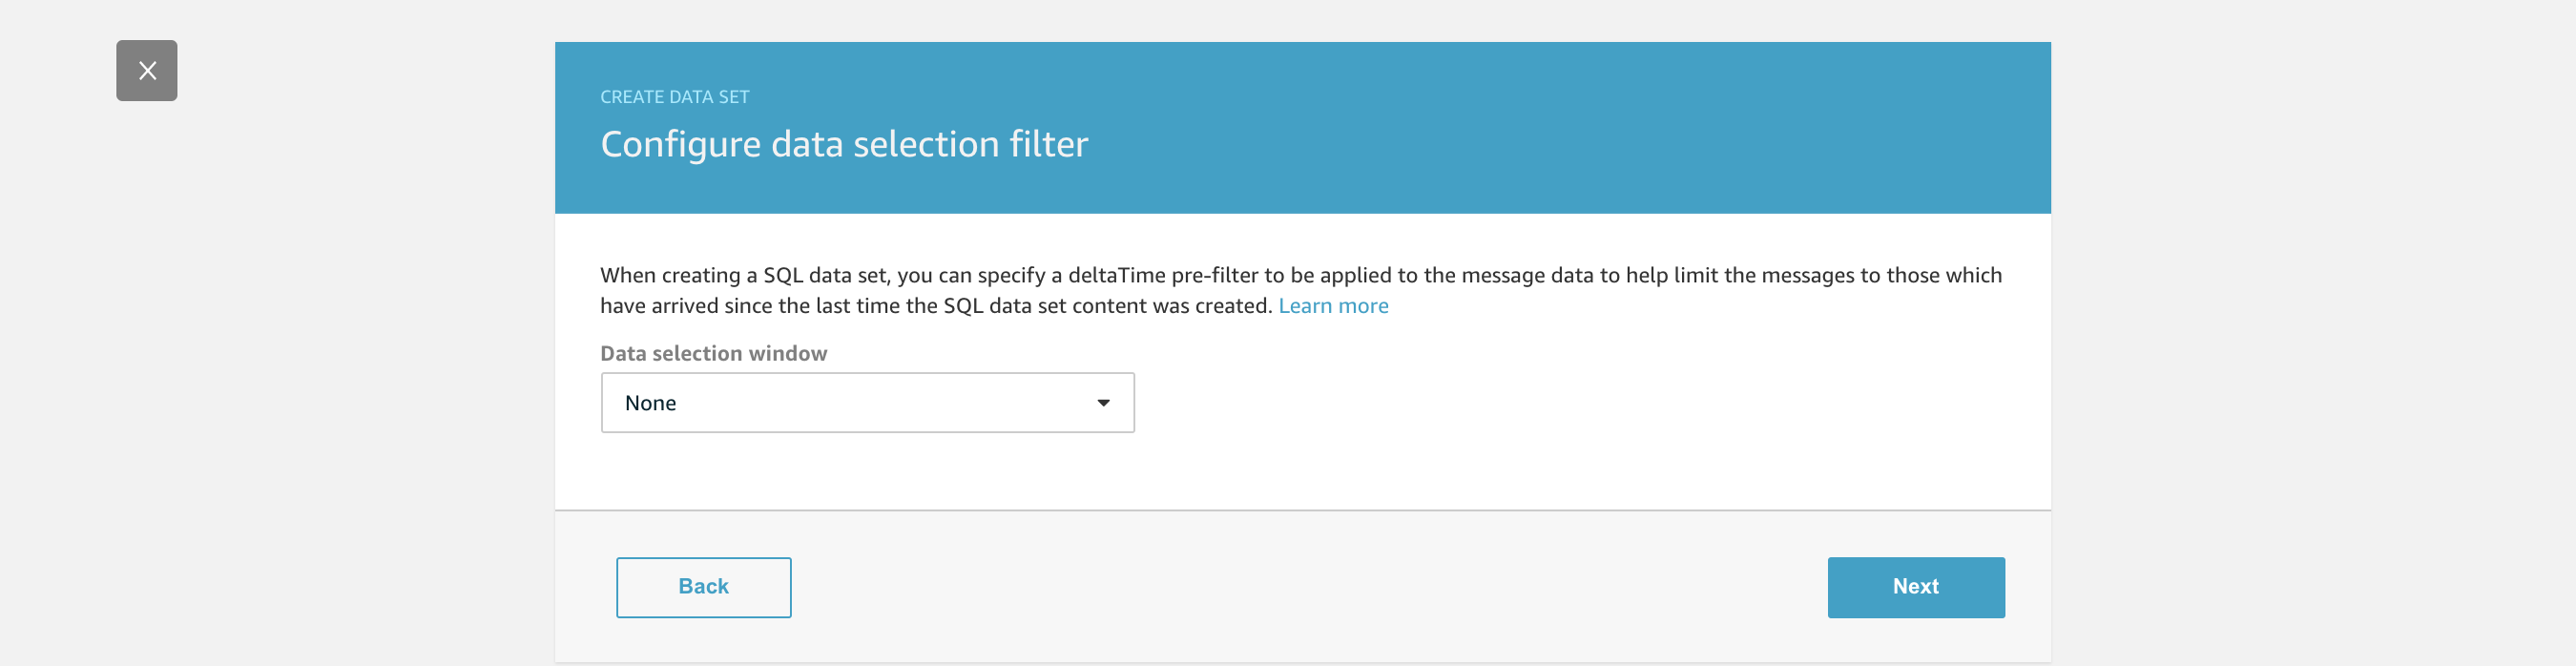 CREATE DATA SET
Configure data selection filter
When creating a SQL data set, you can specify a deltaTime pre-filter to be applied to the message data to help limit the messages to those which
have arrived since the last time the SQL data set content was created. Learn more
Data selection window
None
Back
Next